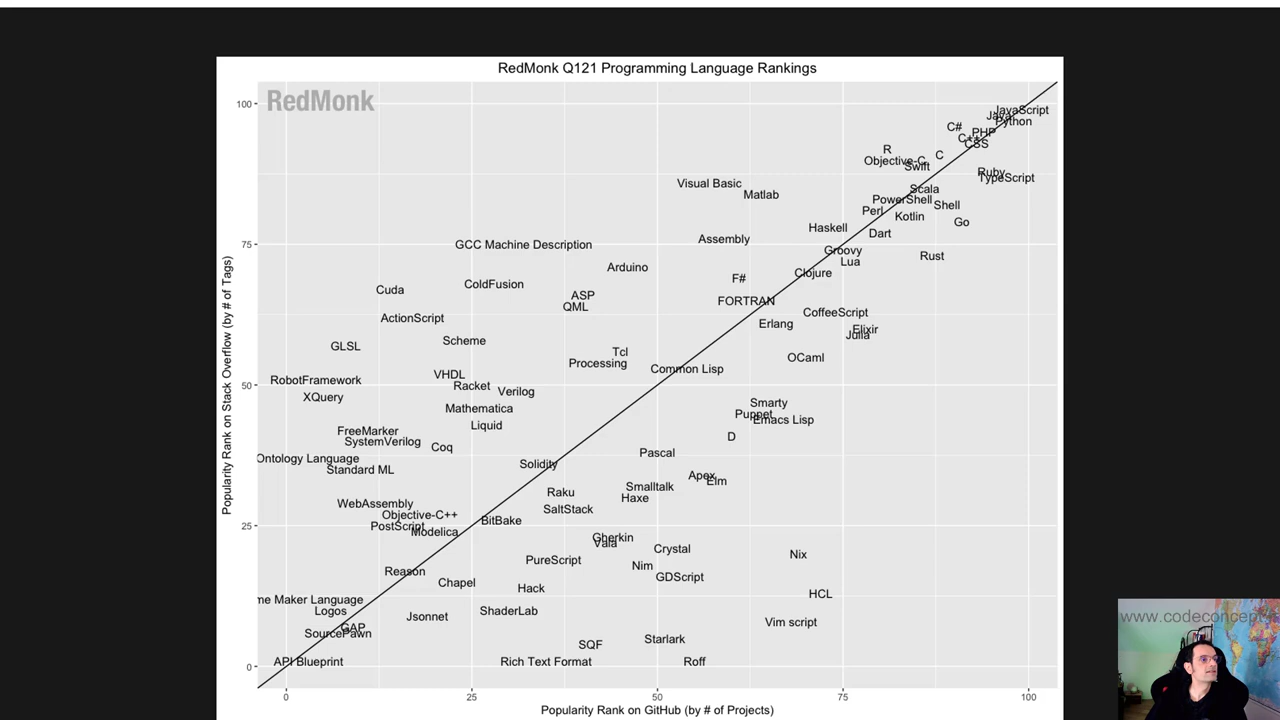 RedMonk Q121 Programming Language Rankings
RedMonk
100
JavaScript
Java
Python
C#
PHP
C++
CSS
R
C
Objective-C
Swift
Ruby
TypeScript
Visual Basic
Matlab
Scala
PowerShell
Shell
Perl
Kotlin
Go
Haskell
Dart
Assembly
75
GCC Machine Description
Groovy
Rust
Lua
Arduino
Clojure
F#
ColdFusion
Cuda
ASP
QML
FORTRAN
CoffeeScript
ActionScript
Erlang
Elixir
Julia
Scheme
GLSL
Tcl
OCaml
Processing
Common Lisp
VHDL
RobotFramework
50
Racket
Verilog
XQuery
Smarty
Mathematica
Puppet
Emacs Lisp
Liquid
FreeMarker
D
SystemVerilog
Coq
Pascal
Ontology Language
Solidity
Standard ML
Apex
Elm
Smalltalk
Raku
Haxe
WebAssembly
SaltStack
Objective-C++
BitBake
PostScript
25
Modelica
Gherkin
Vala
Crystal
Nix
PureScript
Nim
Reason
GDScript
Chapel
Hack
HCL
me Maker Language
Logos
ShaderLab
Jsonnet
Vim script
GAP
SourcePawn
Starlark
SQF
API Blueprint
Rich Text Format
Roff
0
0
25
50
75
100
Popularity Rank on Stack Overflow (by # of Tags)
Popularity Rank on GitHub (by # of Projects)
www.codeconcept